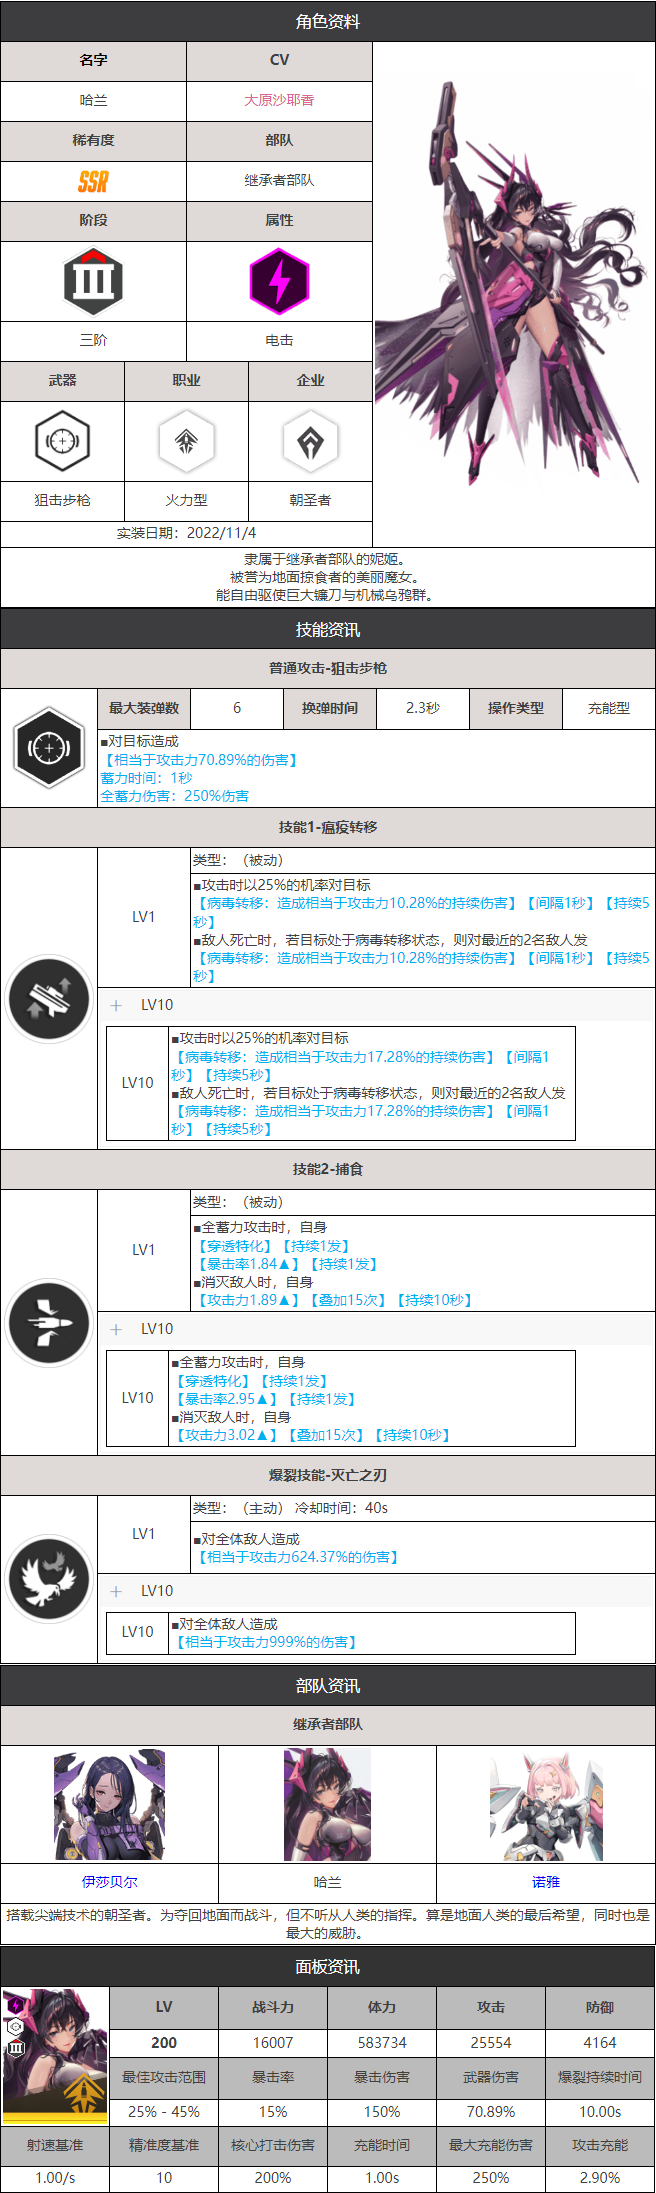 角色资料
名字 CV
哈兰 大原沙耶香
稀有度 部队
SSR 继承者部队
阶段 属性
III
三阶 电击
武器 职业 企业
狙击步枪 火力型 朝圣者
实装日期：2022/11/4
隶属于继承者部队的妮姬。
被誉为地面掠食者的美丽魔女。
能自由驱使巨大镰刀与机械乌鸦群。
技能资讯
普通攻击-狙击步枪
最大装弹数 6 换弹时间 2.3秒 操作类型 充能型
■对目标造成
【相当于攻击力70.89%的伤害】
蓄力时间：1秒
全蓄力伤害：250%伤害
技能1-瘟疫转移
类型：（被动）
LV1
■攻击时以25%的机率对目标
【病毒转移：造成相当于攻击力10.28%的持续伤害】【间隔1秒】【持续5
秒】
■敌人死亡时，若目标处于病毒转移状态，则对最近的2名敌人发
【病毒转移：造成相当于攻击力10.28%的持续伤害】【间隔1秒】【持续5
秒】
+ LV10
LV10
■攻击时以25%的机率对目标
【病毒转移：造成相当于攻击力17.28%的持续伤害】【间隔1
秒】【持续5秒】
■敌人死亡时，若目标处于病毒转移状态，则对最近的2名敌人发
【病毒转移：造成相当于攻击力17.28%的持续伤害】【间隔1
秒】【持续5秒】
技能2-捕食
类型：（被动）
LV1
■全蓄力攻击时，自身
【穿透特化】【持续1发】
【暴击率1.84▲】【持续1发】
■消灭敌人时，自身
【攻击力1.89▲】【叠加15次】【持续10秒】
+ LV10
LV10
■全蓄力攻击时，自身
【穿透特化】【持续1发】
【暴击率2.95▲】【持续1发】
■消灭敌人时，自身
【攻击力3.02▲】【叠加15次】【持续10秒】
爆裂技能-灭亡之刃
类型：（主动） 冷却时间：40s
LV1
■对全体敌人造成
【相当于攻击力624.37%的伤害】
+ LV10
LV10
■对全体敌人造成
【相当于攻击力999%的伤害】
部队资讯
继承者部队
伊莎贝尔 哈兰 诺雅
搭载尖端技术的朝圣者。为夺回地面而战斗，但不听从人类的指挥。算是地面人类的最后希望，同时也是
最大的威胁。
面板资讯
LV 战斗力 体力 攻击 防御
200 16007 583734 25554 4164
III
最佳攻击范围 暴击率 暴击伤害 武器伤害 爆裂持续时间
25% - 45% 15% 150% 70.89% 10.00s
射速基准 精准度基准 核心打击伤害 充能时间 最大充能伤害 攻击充能
1.00/s 10 200% 1.00s 250% 2.90%